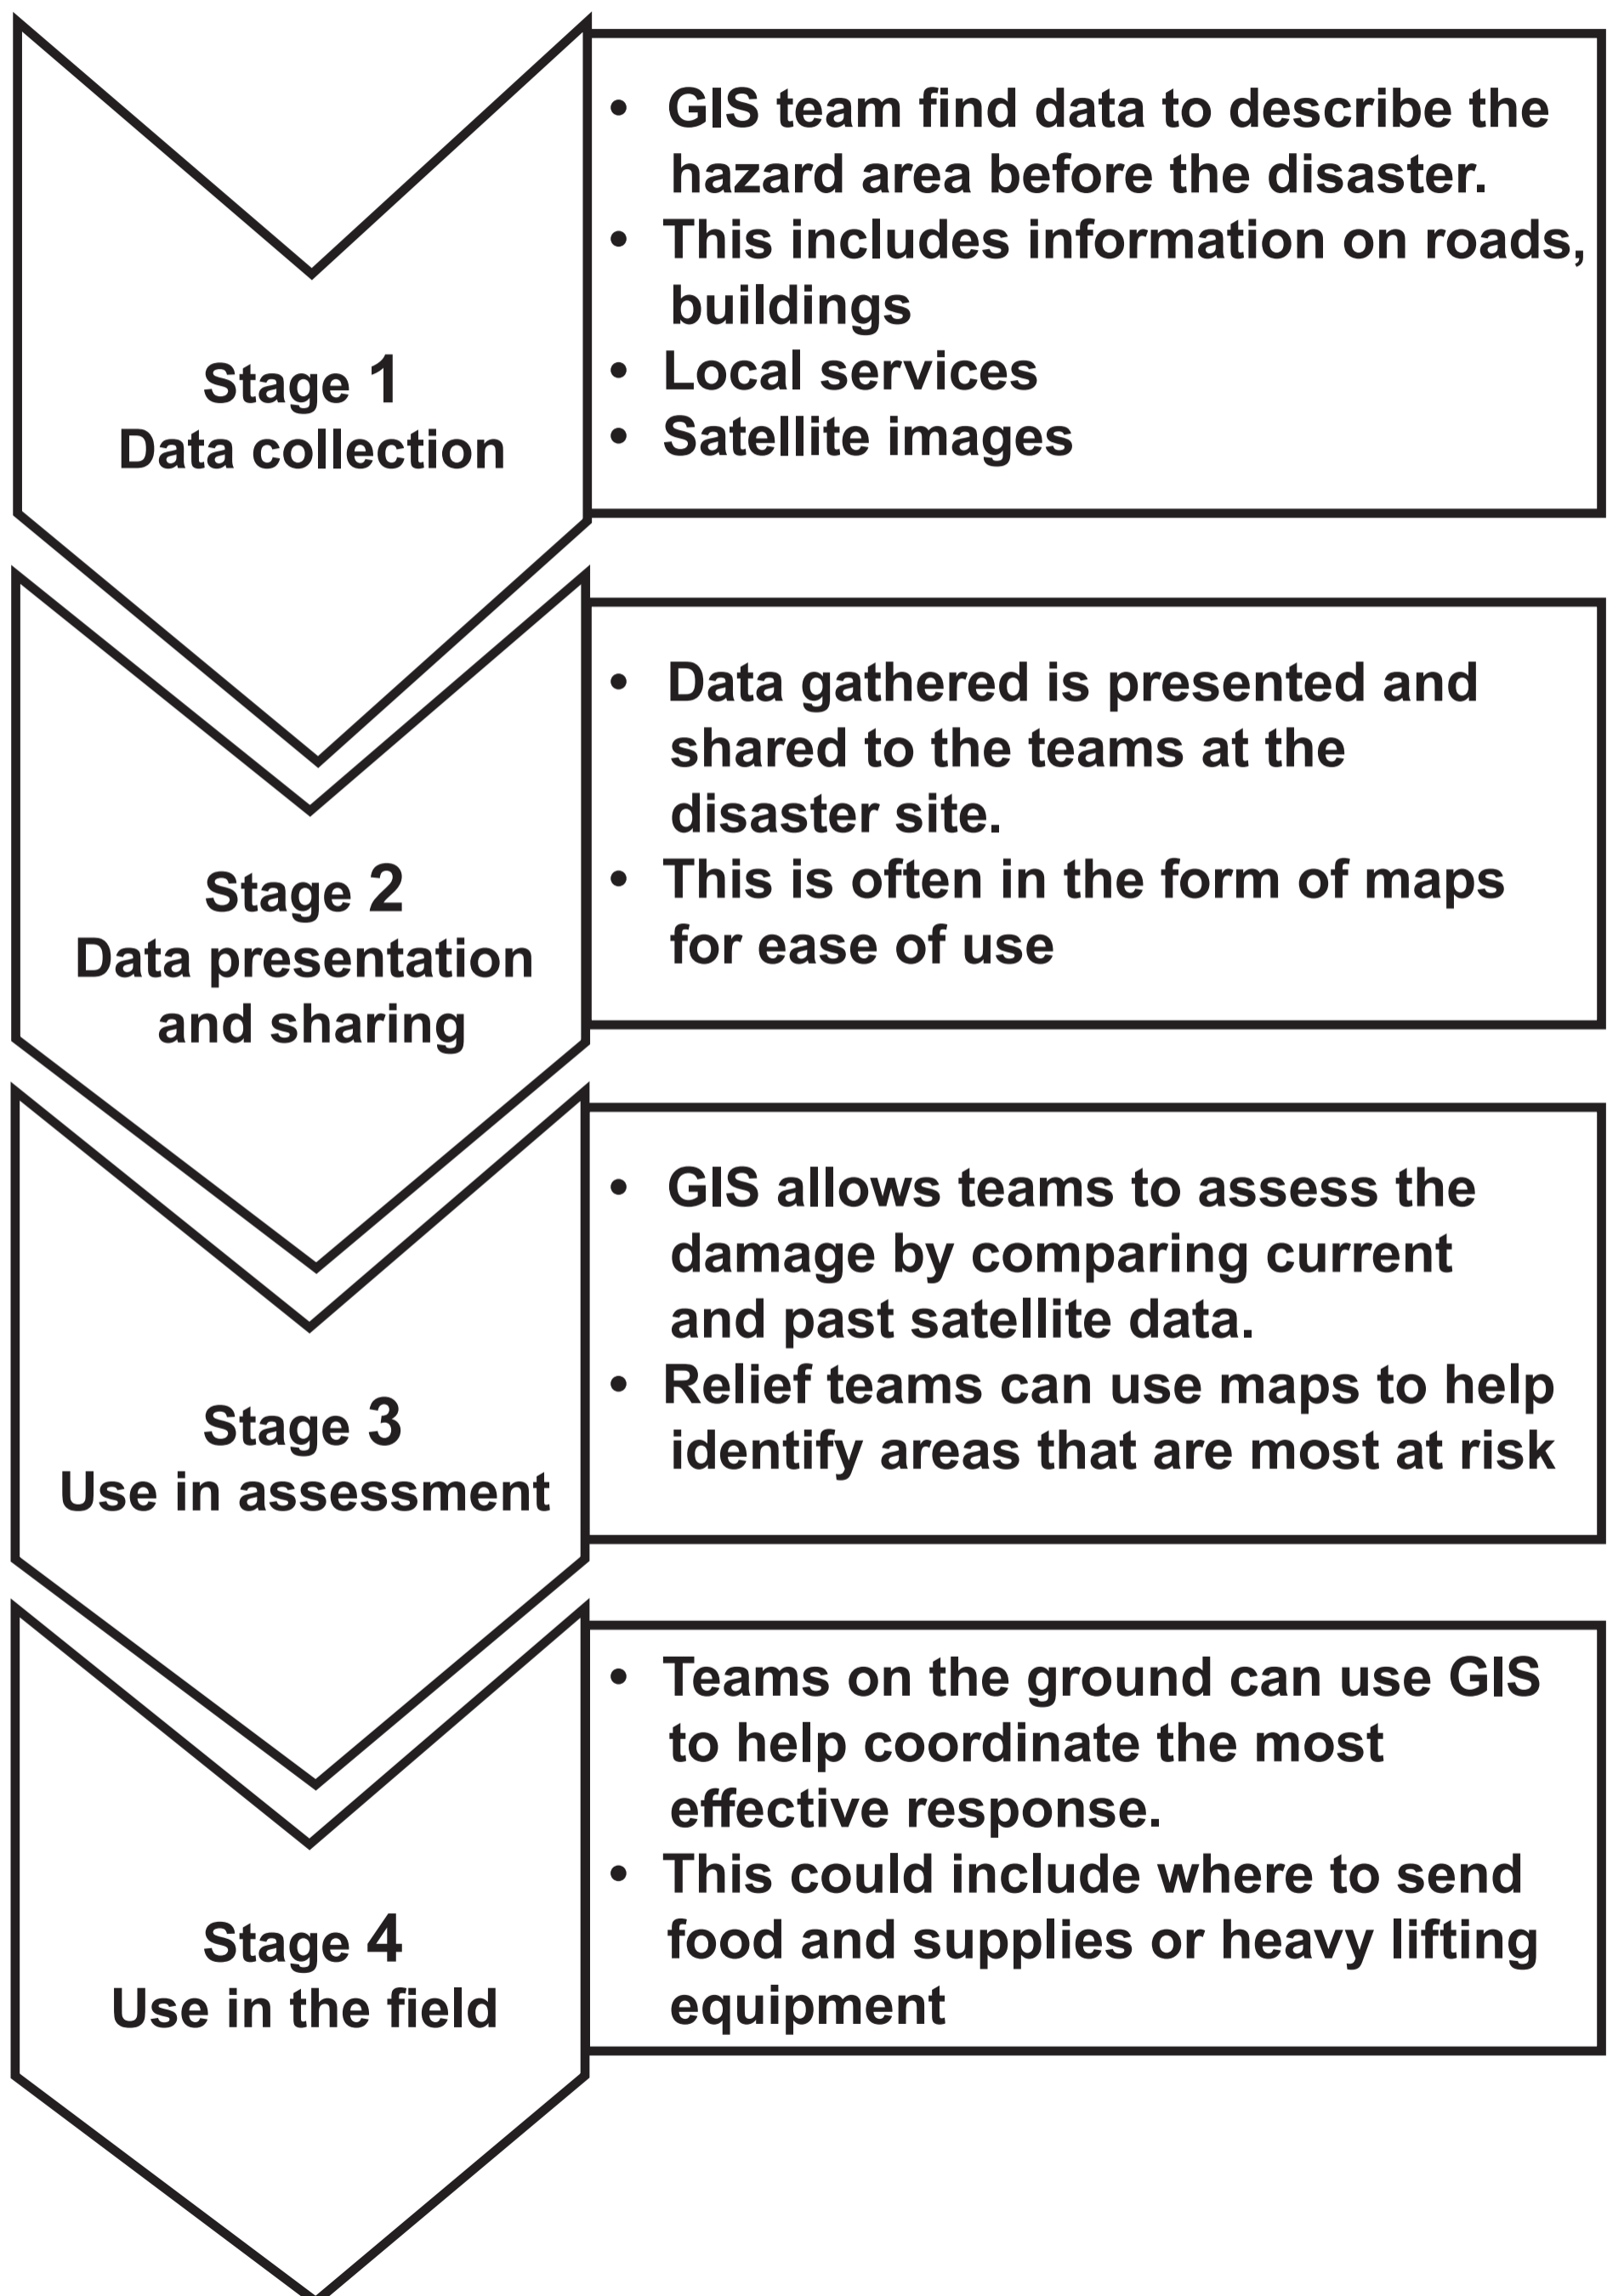 Stage 1
Data collection
• GIS team find data to describe the
hazard area before the disaster.
• This includes information on roads,
buildings
• Local services
• Satellite images
Stage 2
Data presentation
and sharing
• Data gathered is presented and
shared to the teams at the
disaster site.
• This is often in the form of maps
for ease of use
Stage 3
Use in assessment
• GIS allows teams to assess the
damage by comparing current
and past satellite data.
• Relief teams can use maps to help
identify areas that are most at risk
Stage 4
Use in the field
• Teams on the ground can use GIS
to help coordinate the most
effective response.
• This could include where to send
food and supplies or heavy lifting
equipment